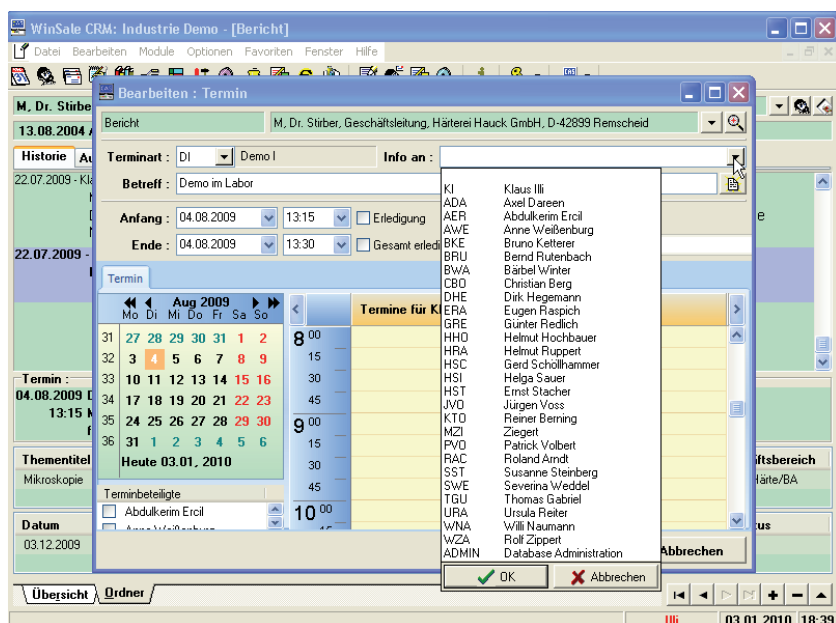 WinSale CRM: Industrie Demo - [Bericht]
Datei Bearbeiten Module Optionen Favoriten Fenster Hilfe
Bearbeiten : Termin
M, Dr. Stirbe
13.08.2004
Bericht M, Dr. Stirber, Geschäftsleitung, Härterei Hauck GmbH, D-42899 Remscheid
Historie
Terminart : DI Demo I Info an :
22.07.2009 - Kla
Betreff : Demo im Labor
Anfang : 04.08.2009 13:15 Erledigung
Ende : 04.08.2009 13:30 Gesamt erledi
22.07.2009 -
Termin
Aug 2009
Mo Di Mi Do Fr Sa So
31 27 28 29 30 31 1 2
32 3 4 5 6 7 8 9
33 10 11 12 13 14 15 16
34 17 18 19 20 21 22 23
35 24 25 26 27 28 29 30
36 31 1 2 3 4 5 6
Heute 03.01, 2010
Terminbeteiligte
Abdulkerim Ercil
Termine für Kl
8 00
15
30
45
9 00
15
30
45
10 00
KI Klaus Illi
ADA Axel Dareen
AER Abdulkerim Ercil
AWE Anne Weißenburg
BKE Bruno Ketterer
BRU Bernd Rutenbach
BWA Bärbel Winter
CBO Christian Berg
DHE Dirk Hegemann
ERA Eugen Raspich
GRE Günter Redlich
HHO Helmut Hochbauer
HRA Helmut Ruppert
HSC Gerd Schöllhammer
HSI Helga Sauer
HST Ernst Stacher
JVO Jürgen Voss
KTO Reiner Berning
MZI Ziegert
PVO Patrick Volbert
RAC Roland Arndt
SST Susanne Steinberg
SWE Severina Weddel
TGU Thomas Gabriel
URA Ursula Reiter
WNA Willi Naumann
WZA Rolf Zippert
ADMIN Database Administration
OK Abbrechen
Abbrechen
Termin :
04.08.2009 D
13:15
Thementitel ftsbereich
Mikroskopie Härte/BA
Datum tus
03.12.2009
Übersicht Ordner
Illi 03.01.2010 18:39